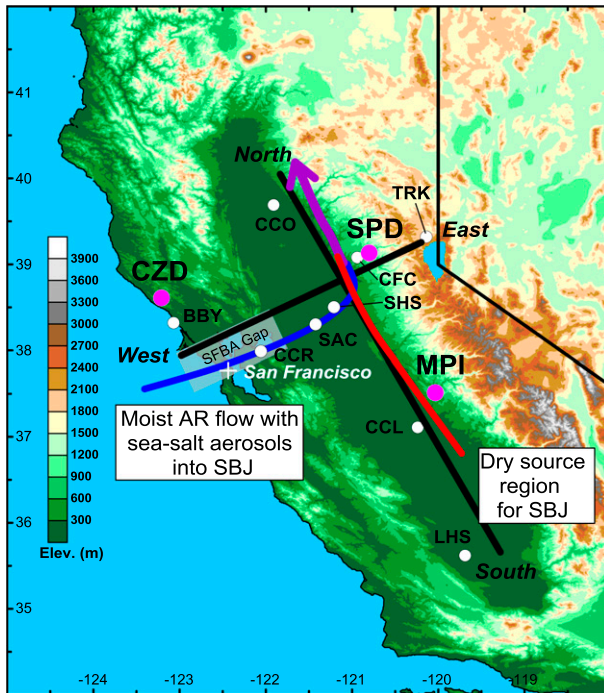 41
40
39
38
37
36
35
North
CCO
TRK
SPD
East
CFC
CZD
BBY
SHS
SAC
SFBA Gap
West
CCR
San Francisco
MPI
CCL
Moist AR flow with
sea-salt aerosols
into SBJ
Dry source
region
for SBJ
LHS
South
3900
3600
3300
3000
2700
2400
2100
1800
1500
1200
900
600
300
Elev. (m)
-124
-123
-122
-121
-120
-119